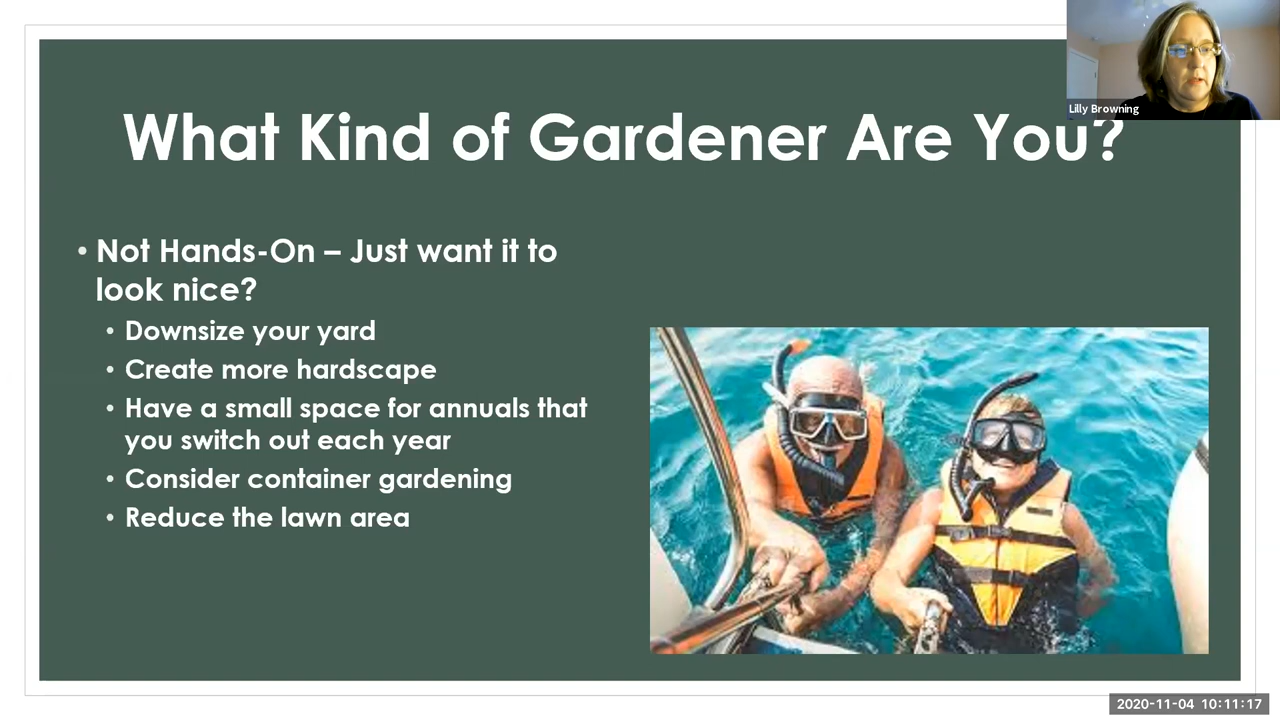 Lilly Browning
What Kind of Gardener Are You?
• Not Hands-On – Just want it to
look nice?
• Downsize your yard
• Create more hardscape
• Have a small space for annuals that
you switch out each year
• Consider container gardening
• Reduce the lawn area
2020-11-04 10:11:17